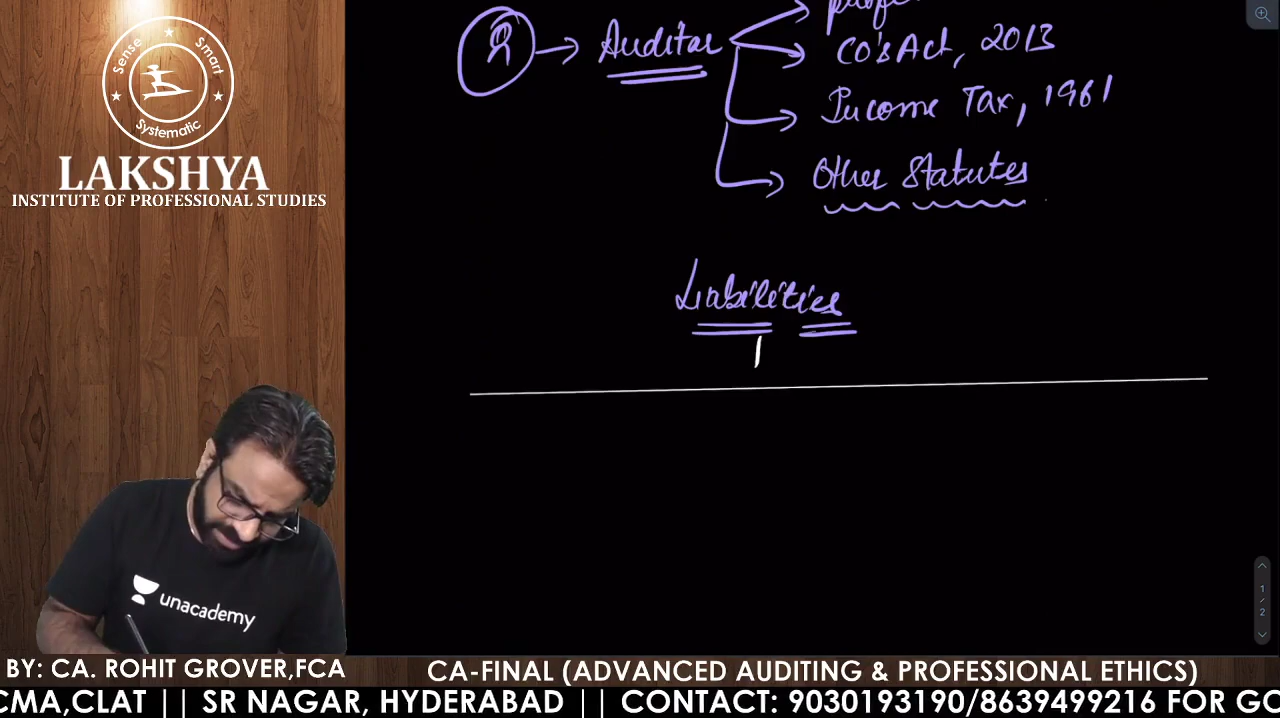 Auditor
Co's Act, 2013
Income Tax, 1961
Other Statutes
Liabilities
Sense
Smart
Systematic
LAKSHYA
INSTITUTE OF PROFESSIONAL STUDIES
unacademy
1
/
2
BY: CA. ROHIT GROVER,FCA
CA-FINAL (ADVANCED AUDITING & PROFESSIONAL ETHICS)
CMA,CLAT || SR NAGAR, HYDERABAD || CONTACT: 9030193190/8639499216 FOR